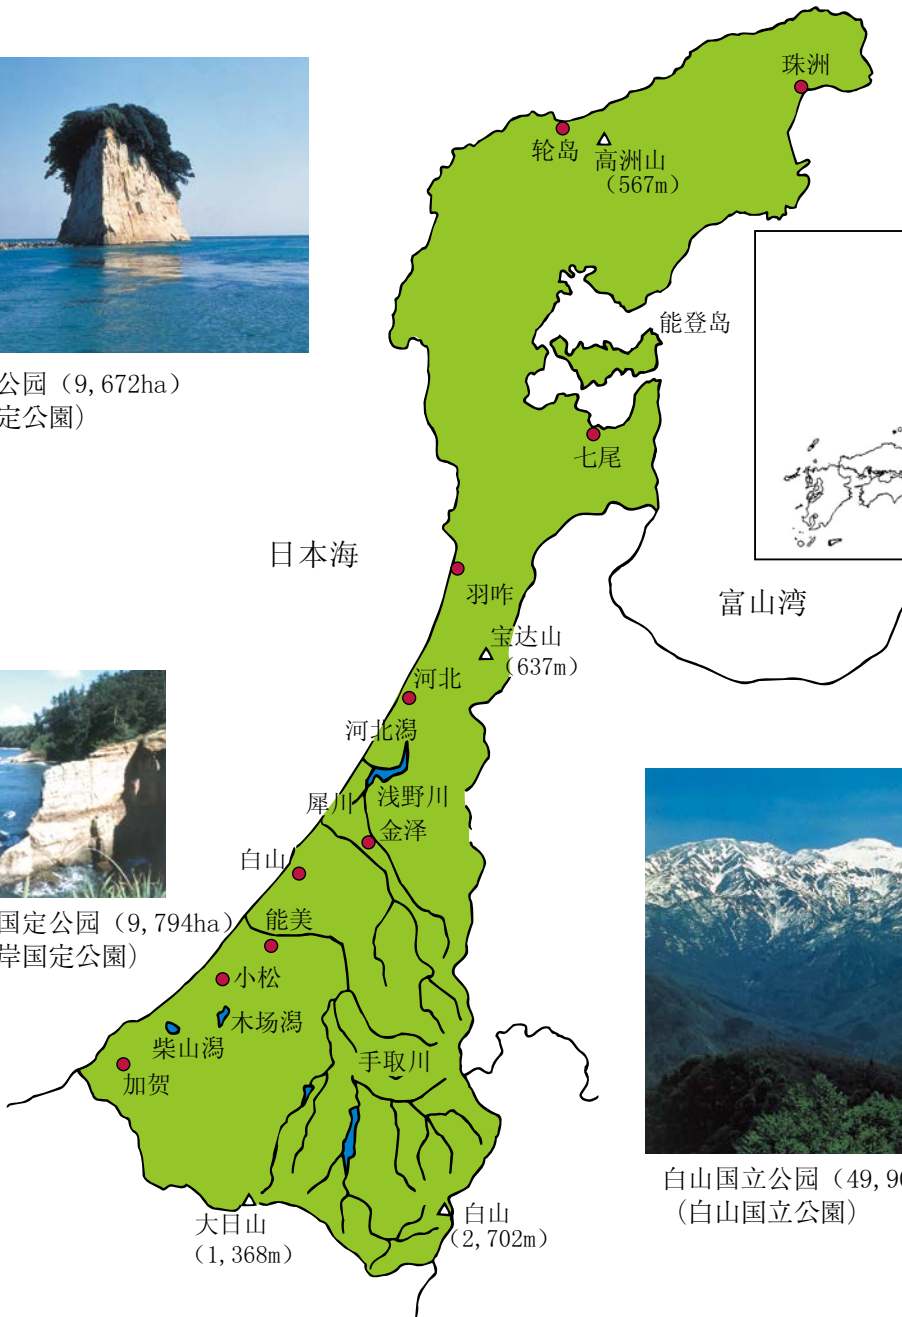 珠洲
轮岛
高洲山
（567m）
能登岛
公园（9,672ha）
定公園）
七尾
日本海
羽咋
富山湾
宝达山
（637m）
河北
河北潟
犀川
浅野川
金泽
白山
国定公园（9,794ha）
岸国定公園）
能美
小松
木场潟
柴山潟
手取川
加贺
白山国立公园（49,90
（白山国立公園）
大日山
（1,368m）
白山
（2,702m）